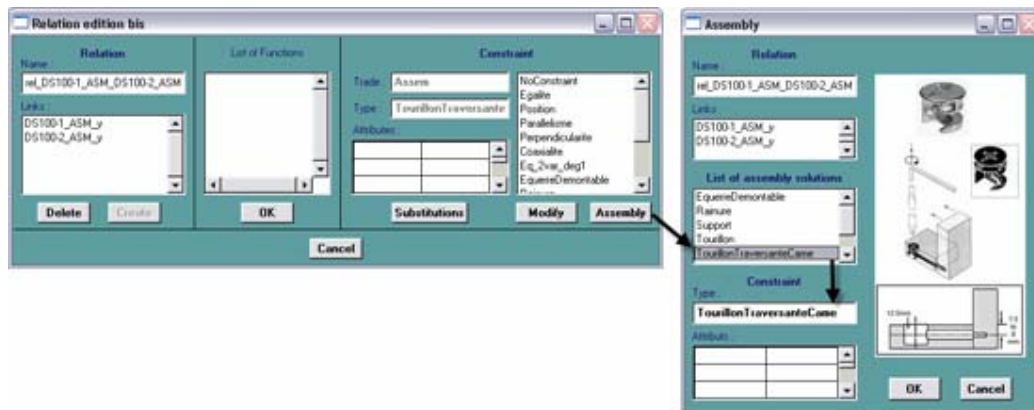 Relation edition bis
Relation
Name :
rel_DS100-1_ASM_DS100-2_ASM
Links :
DS100-1_ASM_y
DS100-2_ASM_y
Delete
Create
List of Functions
OK
Constraint
Trade :
Assem
Type :
TourillonTraversante
Attributes :
NoConstraint
Egalite
Position
Parallelisme
Perpendicularite
Coaxialite
Eq_2var_deg1
EquerreDemontable
Rainure
Substitutions
Modify
Assembly
Cancel
Assembly
Relation
Name :
rel_DS100-1_ASM_DS100-2_ASM
Links :
DS100-1_ASM_y
DS100-2_ASM_y
List of assembly solutions
EquerreDemontable
Rainure
Support
Tourillon
TourillonTraversanteCame
Constraint
Type :
TourillonTraversanteCame
Attributs :
OK
Cancel